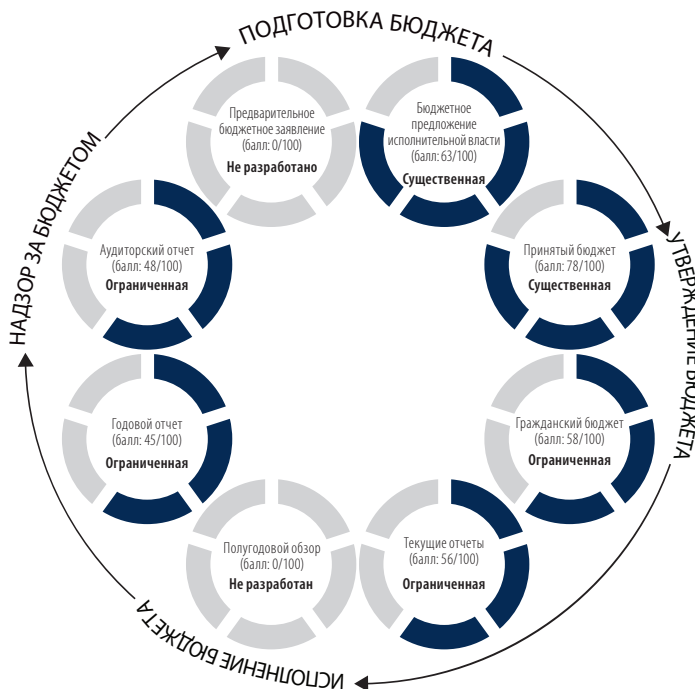 ПОДГОТОВКА БЮДЖЕТА
Предварительное
бюджетное заявление
(балл: 0/100)
Не разработано
Бюджетное
предложение
исполнительной власти
(балл: 63/100)
Существенная
УТВЕРЖДЕНИЕ БЮДЖЕТА
Принятый бюджет
(балл: 78/100)
Существенная
Гражданский бюджет
(балл: 58/100)
Ограниченная
Текущие отчеты
(балл: 56/100)
Ограниченная
ИСПОЛНЕНИЕ БЮДЖЕТА
Полугодовой обзор
(балл: 0/100)
Не разработан
Годовой отчет
(балл: 45/100)
Ограниченная
НАДЗОР ЗА БЮДЖЕТОМ
Аудиторский отчет
(балл: 48/100)
Ограниченная